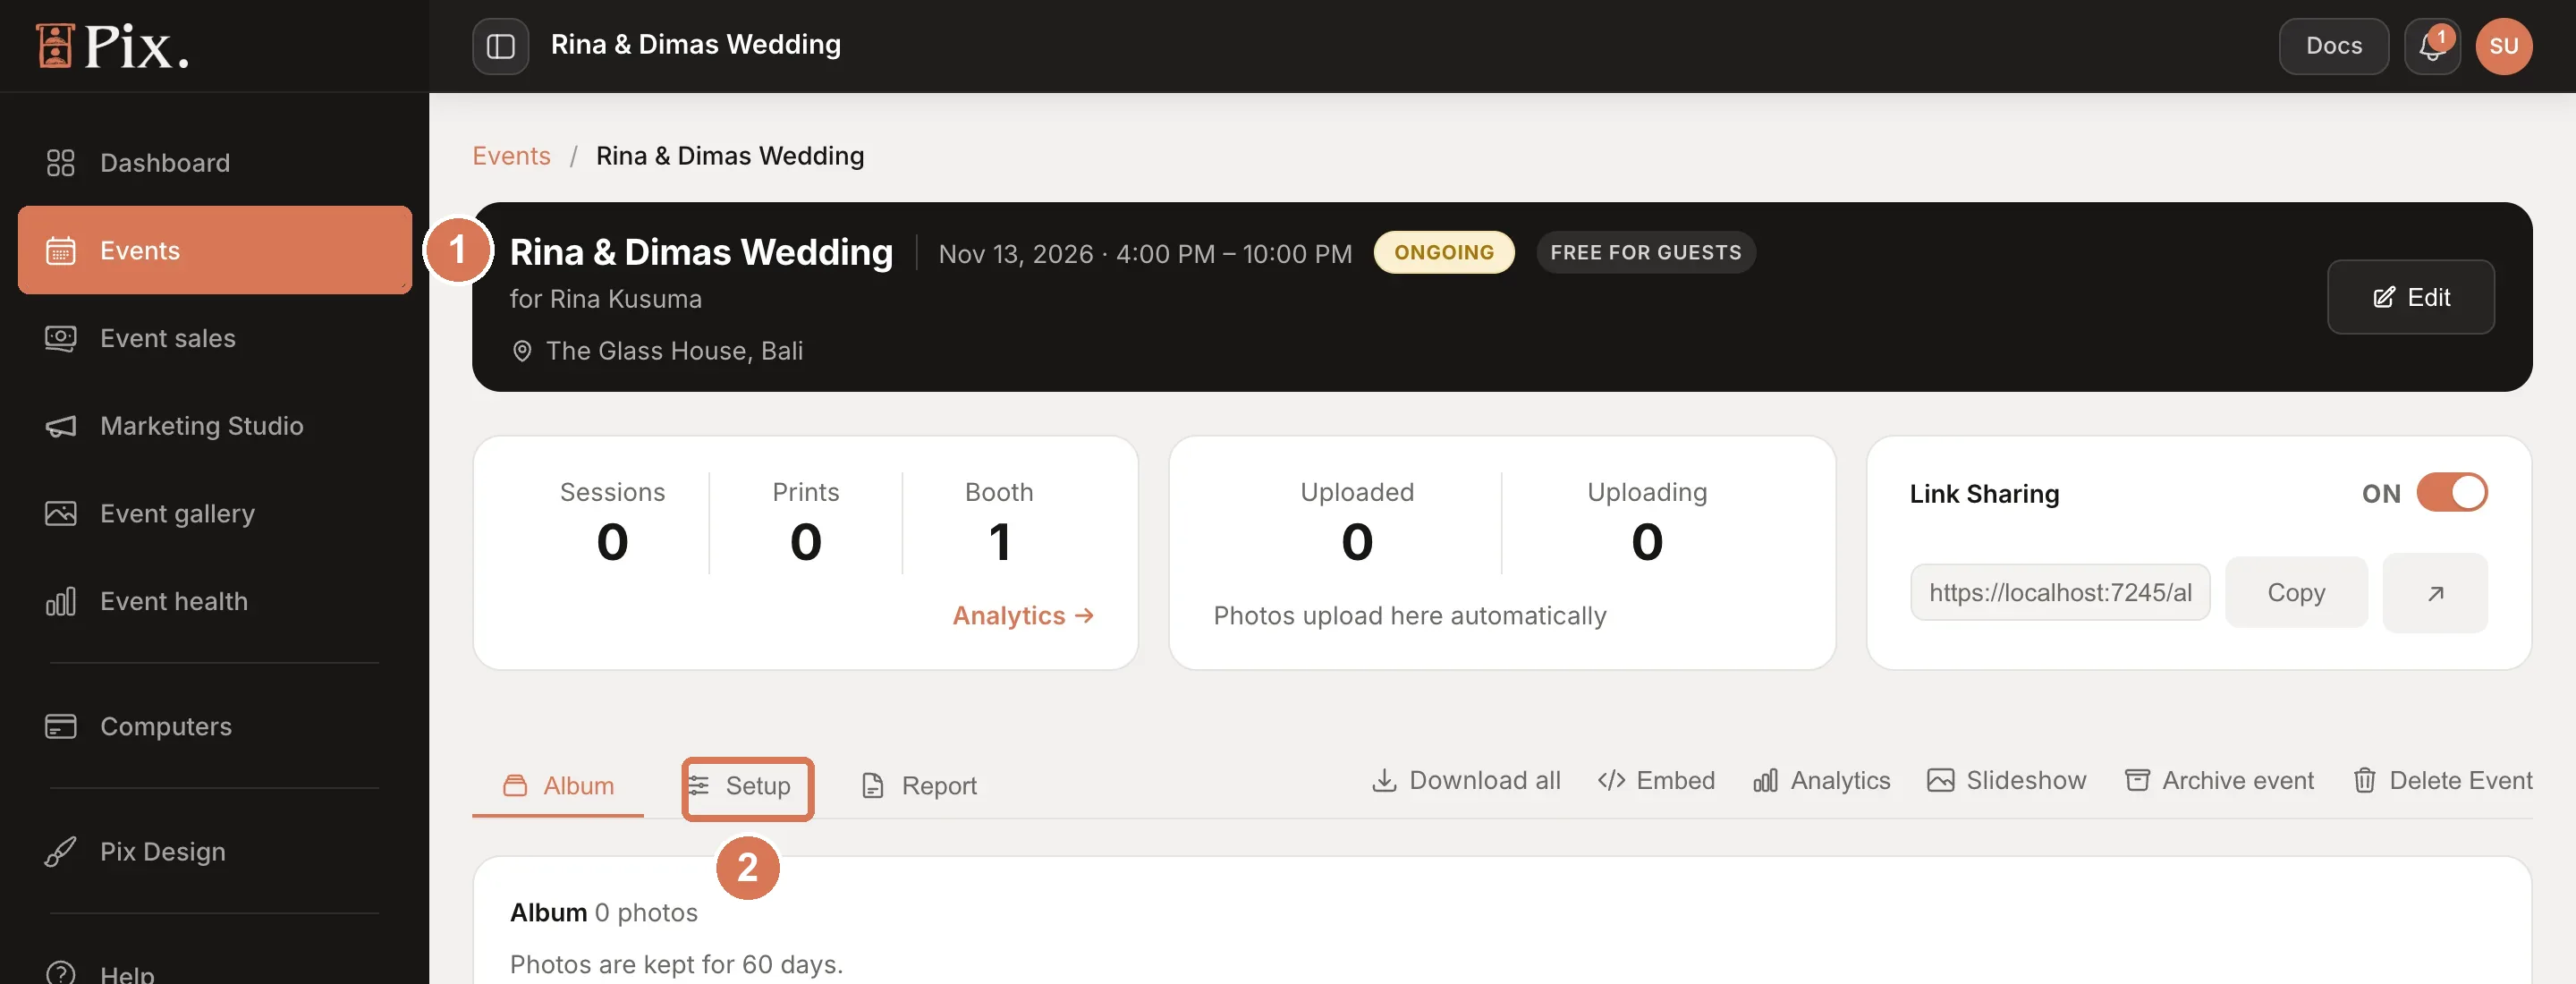 Pix.
Rina & Dimas Wedding
Docs
1
SU
Dashboard
Events
Event sales
Marketing Studio
Event gallery
Event health
Computers
Pix Design
Help
Events / Rina & Dimas Wedding
1
Rina & Dimas Wedding
Nov 13, 2026 · 4:00 PM – 10:00 PM
ONGOING
FREE FOR GUESTS
for Rina Kusuma
The Glass House, Bali
Edit
Sessions
0
Prints
0
Booth
1
Analytics →
Uploaded
0
Uploading
0
Photos upload here automatically
Link Sharing
ON
https://localhost:7245/al
Copy
Album
Setup
Report
Download all
Embed
Analytics
Slideshow
Archive event
Delete Event
2
Album 0 photos
Photos are kept for 60 days.